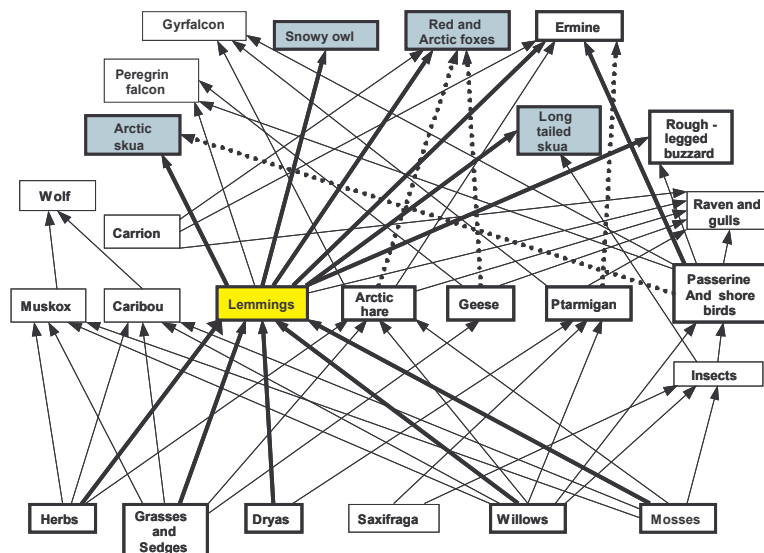 Gyrfalcon
Snowy owl
Red and
Arctic foxes
Ermine
Peregrin
falcon
Arctic
skua
Long
tailed
skua
Rough -
legged
buzzard
Wolf
Carrion
Raven and
gulls
Muskox
Caribou
Lemmings
Arctic
hare
Geese
Ptarmigan
Passerine
And shore
birds
Insects
Herbs
Grasses
and
Sedges
Dryas
Saxifraga
Willows
Mosses